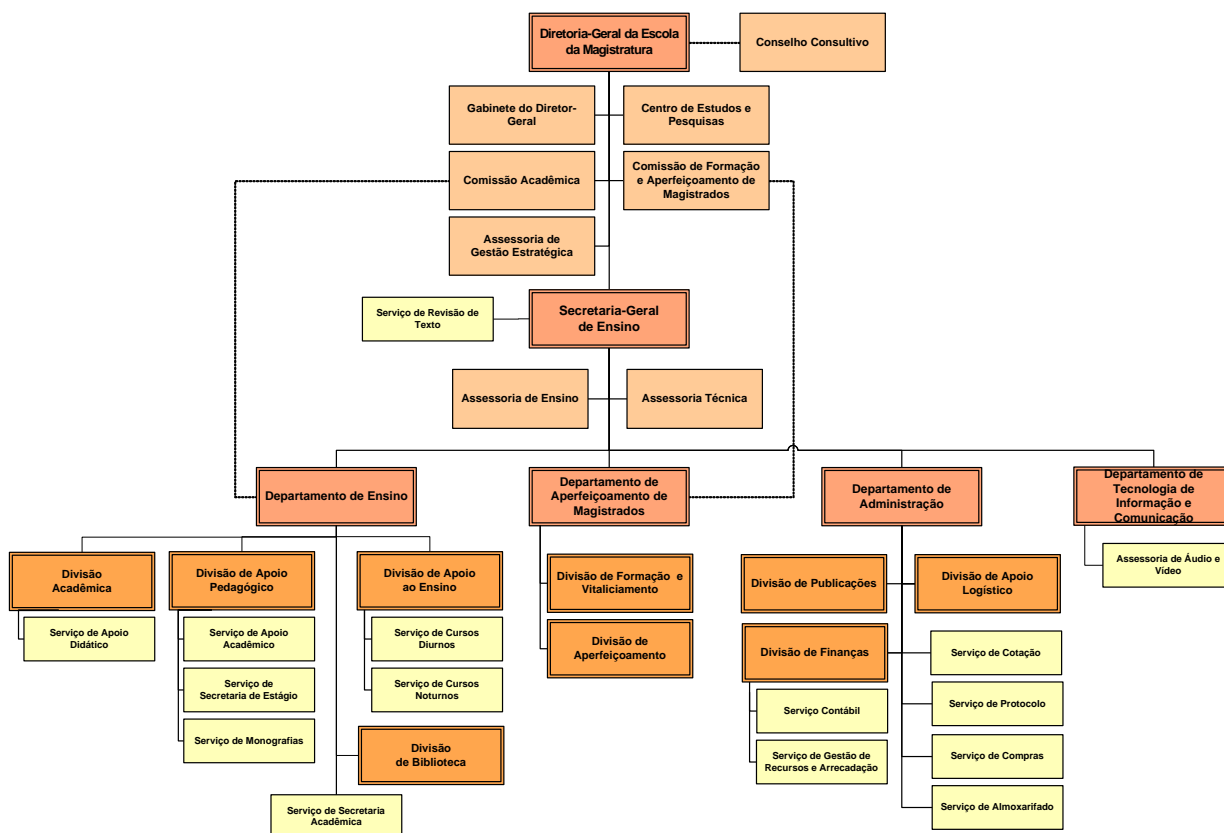 Diretoria-Geral da Escola
da Magistratura
Conselho Consultivo
Gabinete do Diretor-
Geral
Centro de Estudos e
Pesquisas
Comissão Acadêmica
Comissão de Formação
e Aperfeiçoamento de
Magistrados
Assessoria de
Gestão Estratégica
Serviço de Revisão de
Texto
Secretaria-Geral
de Ensino
Assessoria de Ensino
Assessoria Técnica
Departamento de Ensino
Departamento de
Aperfeiçoamento de
Magistrados
Departamento de
Administração
Departamento de
Tecnologia de
Informação e
Comunicação
Divisão
Acadêmica
Divisão de Apoio
Pedagógico
Divisão de Apoio
ao Ensino
Divisão de Formação e
Vitaliciamento
Divisão de Publicações
Divisão de Apoio
Logístico
Assessoria de Áudio e
Vídeo
Serviço de Apoio
Didático
Serviço de Apoio
Acadêmico
Serviço de Cursos
Diurnos
Divisão de
Aperfeiçoamento
Divisão de Finanças
Serviço de Cotação
Serviço de
Secretaria de Estágio
Serviço de Cursos
Noturnos
Serviço Contábil
Serviço de Protocolo
Serviço de Monografias
Divisão
de Biblioteca
Serviço de Gestão de
Recursos e Arrecadação
Serviço de Compras
Serviço de Secretaria
Acadêmica
Serviço de Almoxarifado